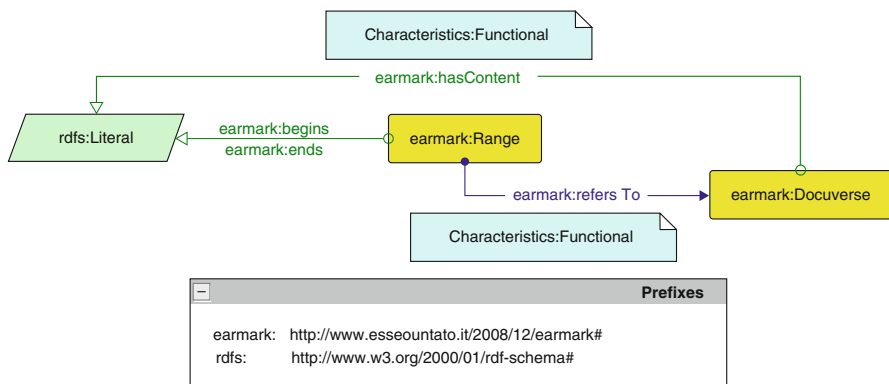 Characteristics:Functional
earmark:hasContent
rdfs:Literal
earmark:begins
earmark:ends
earmark:Range
earmark:refers To
earmark:Docuverse
Characteristics:Functional
−
Prefixes
earmark: http://www.esseountato.it/2008/12/earmark#
rdfs: http://www.w3.org/2000/01/rdf-schema#